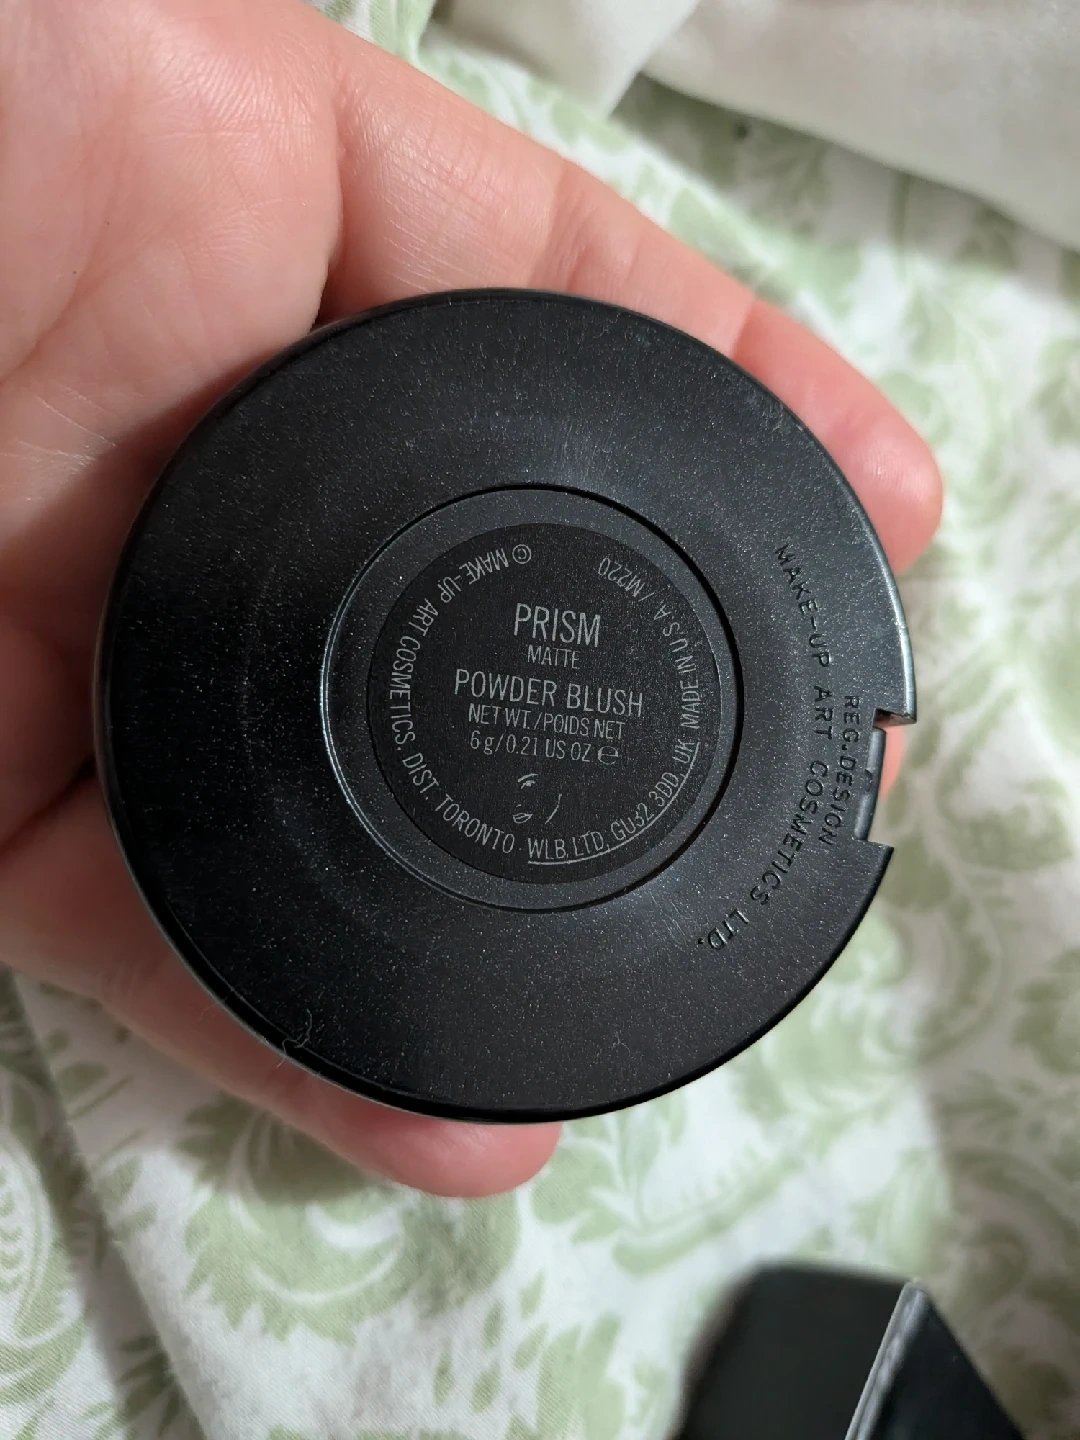 PRISM
MATTE
POWDER BLUSH
NET WT./POIDS NET
6 g/0.21 US OZ ℮
© MAKE-UP ART COSMETICS, DIST. TORONTO · WLB. LTD, GU32 3DD, UK MADE IN U.S.A / N1220
MAKE-UP ART COSMETICS LTD.
REG. DESIGN